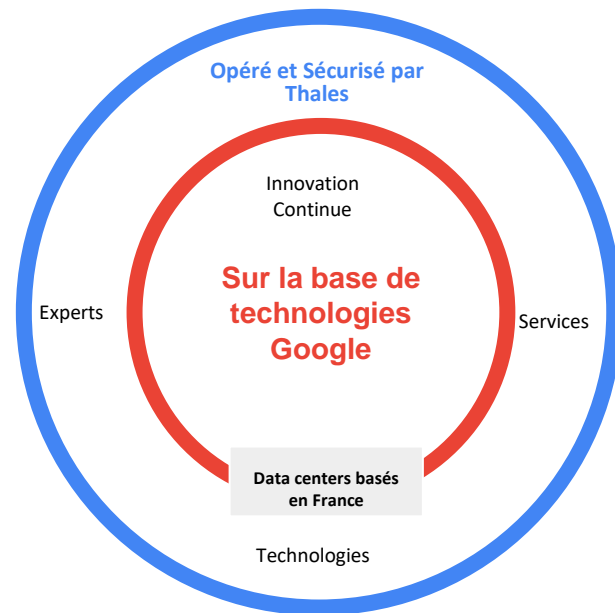 Opéré et Sécurisé par
Thales
Innovation
Continue
Sur la base de
technologies
Google
Experts
Services
Data centers basés
en France
Technologies